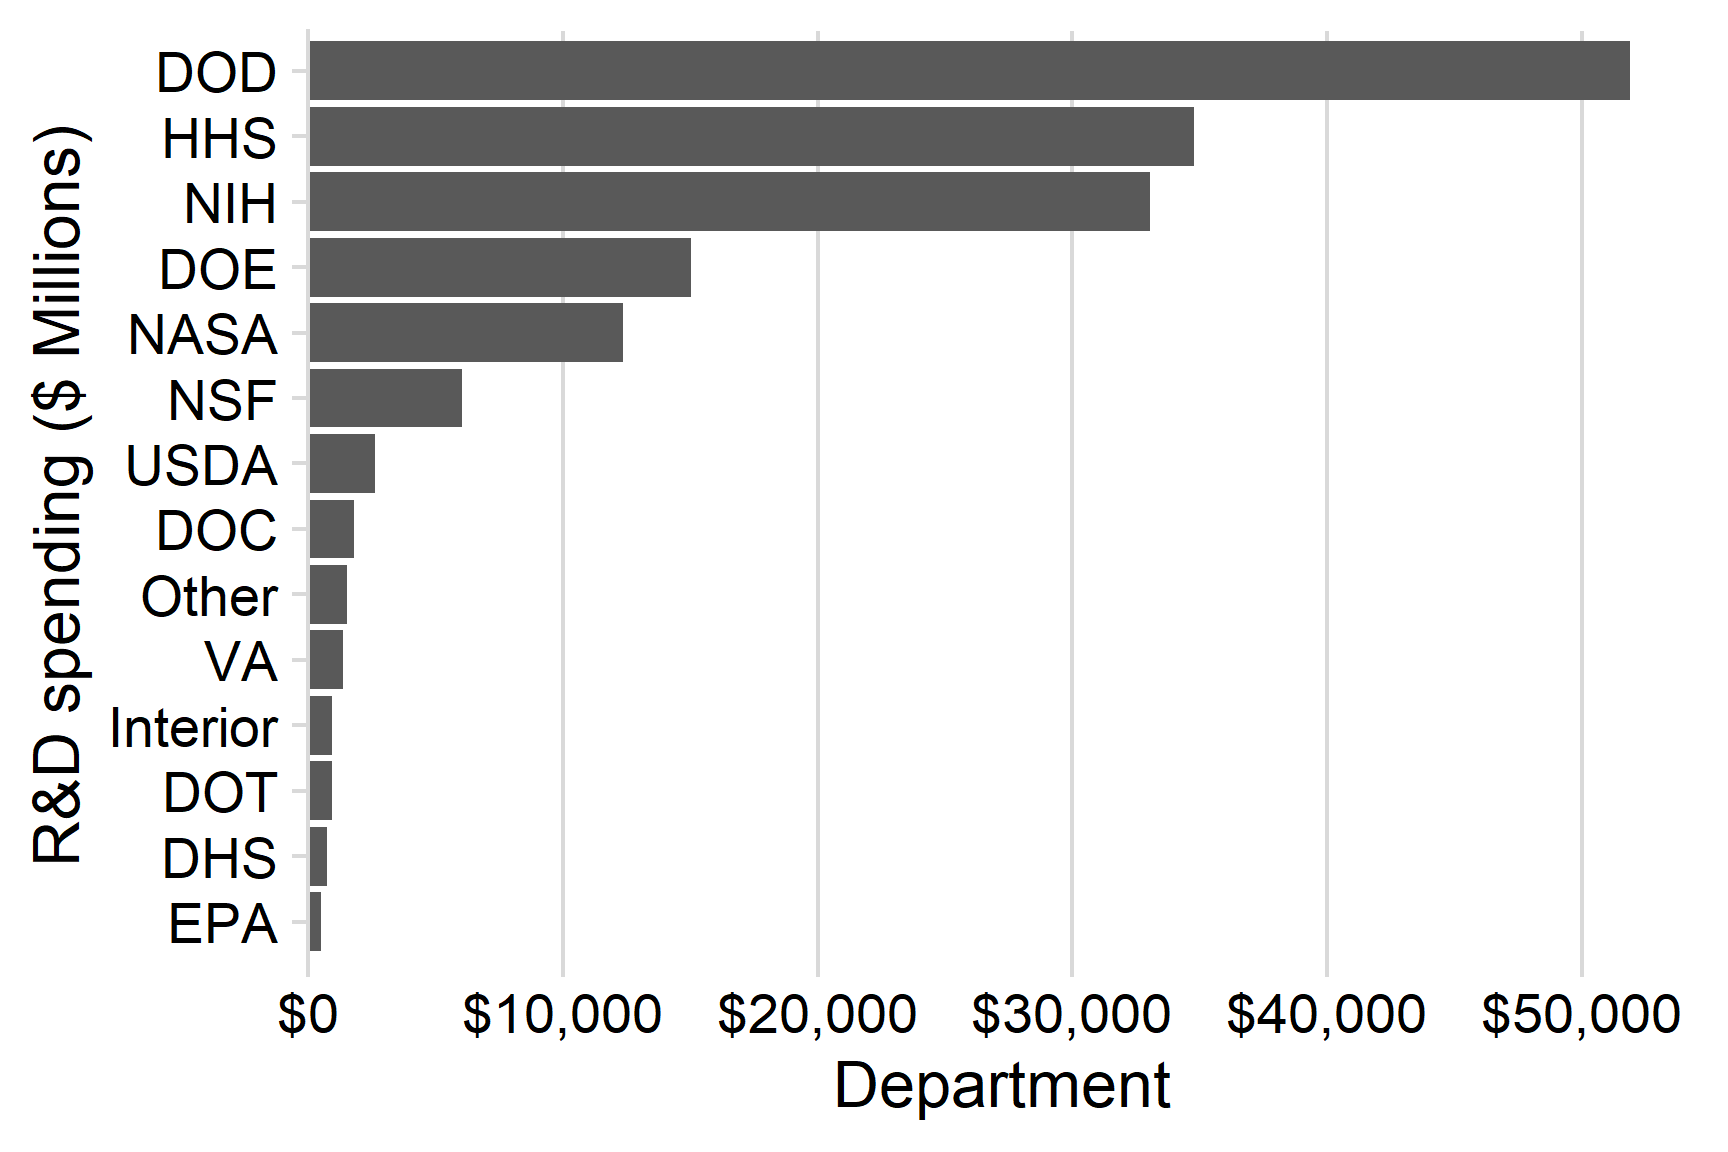 R&D spending ($ Millions)
DOD
HHS
NIH
DOE
NASA
NSF
USDA
DOC
Other
VA
Interior
DOT
DHS
EPA
$0 $10,000 $20,000 $30,000 $40,000 $50,000
Department